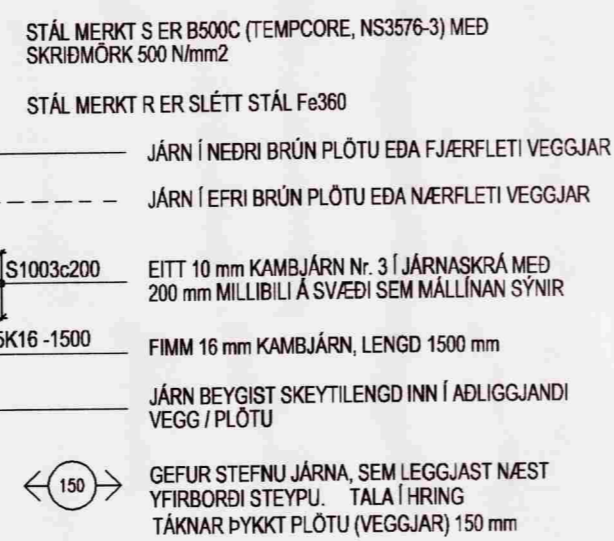 STÁL MERKT S ER B500C (TEMPCORE, NS3576-3) MEÐ
SKRIÐMÖRK 500 N/mm2
STÁL MERKT R ER SLÉTT STÁL Fe360
JÁRN Í NEÐRI BRÚN PLÖTU EÐA FJÆRFLETI VEGGJAR
JÁRN Í EFRI BRÚN PLÖTU EÐA NÆRFLETI VEGGJAR
S1003c200 EITT 10 mm KAMBJÁRN Nr. 3 Í JÁRNASKRÁ MEÐ
200 mm MILLIBILI Á SVÆÐI SEM MÁLLÍNAN SÝNIR
5K16 -1500 FIMM 16 mm KAMBJÁRN, LENGD 1500 mm
JÁRN BEYGIST SKEYTILENGD INN Í AÐLIGGJANDI
VEGG / PLÖTU
150 GEFUR STEFNU JÁRNA, SEM LEGGJAST NÆST
YFIRBORÐI STEYPU. TALA Í HRING
TÁKNAR ÞYKKT PLÖTU (VEGGJAR) 150 mm